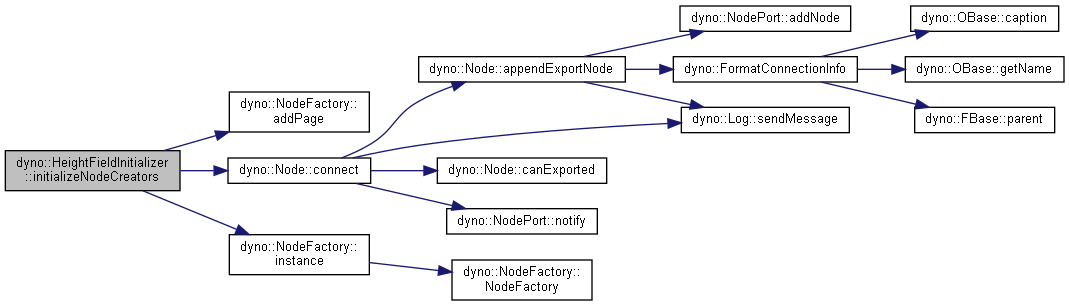 dyno::HeightFieldInitializer
::initializeNodeCreators
dyno::NodeFactory::
addPage
dyno::Node::connect
dyno::NodeFactory::
instance
dyno::Node::appendExportNode
dyno::Node::canExported
dyno::NodePort::notify
dyno::NodeFactory::
NodeFactory
dyno::NodePort::addNode
dyno::FormatConnectionInfo
dyno::Log::sendMessage
dyno::OBase::caption
dyno::OBase::getName
dyno::FBase::parent